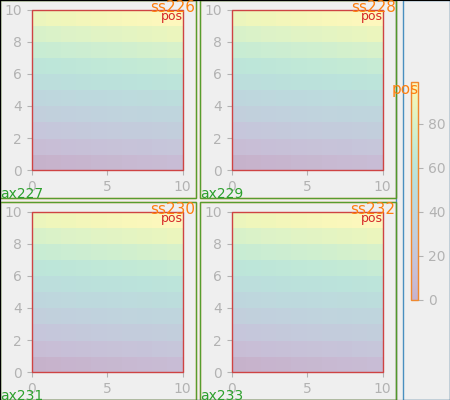 10 ss226 10 ss228
pos pos
8 8
6 6 pos
4 4 80
2 2 60
0 0 40
0 5 10 0 5 10 20
ax227 ax229 0
10 ss230 10 ss232
pos pos
8 8
6 6
4 4
2 2
0 0
0 5 10 0 5 10
ax231 ax233